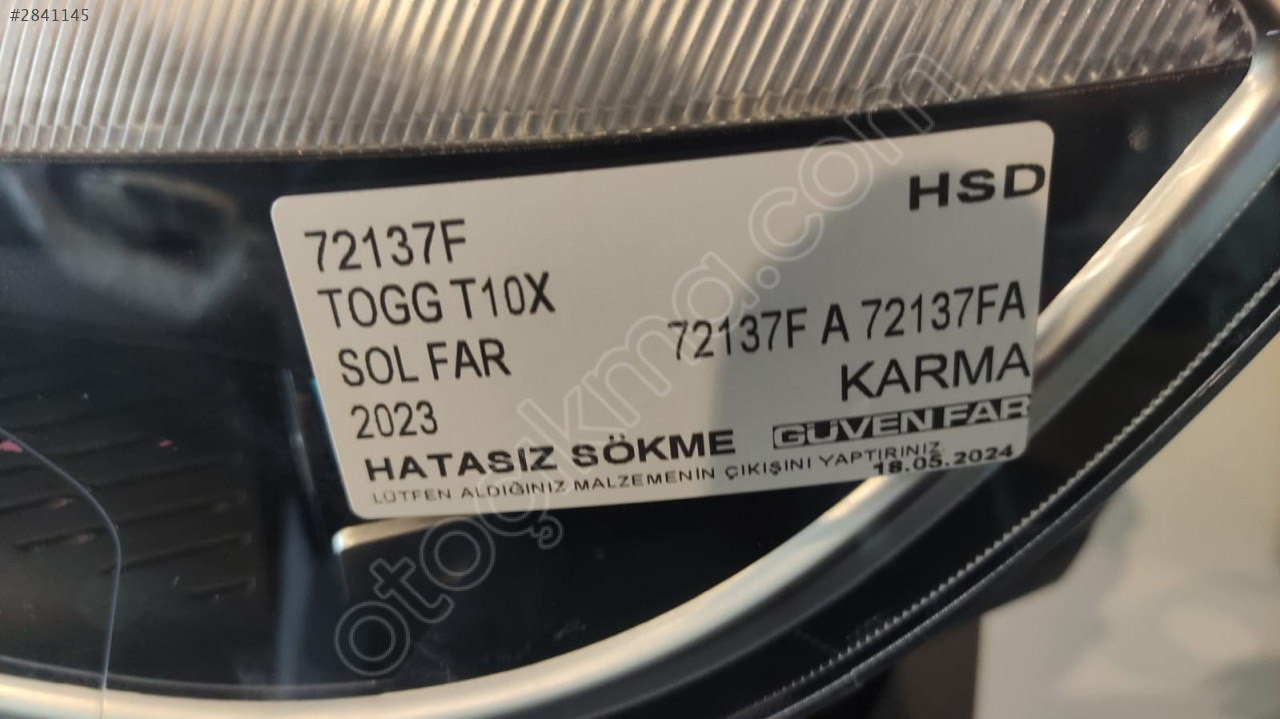 #2841145
HSD
72137F
TOGG T10X
72137F A 72137FA
SOL FAR
KARMA
2023
HATASIZ SÖKME GÜVEN FAR
LÜTFEN ALDIĞINIZ MALZEMENİN ÇIKIŞINI YAPTIRINIZ
18.05.2024
otoçıkma.com